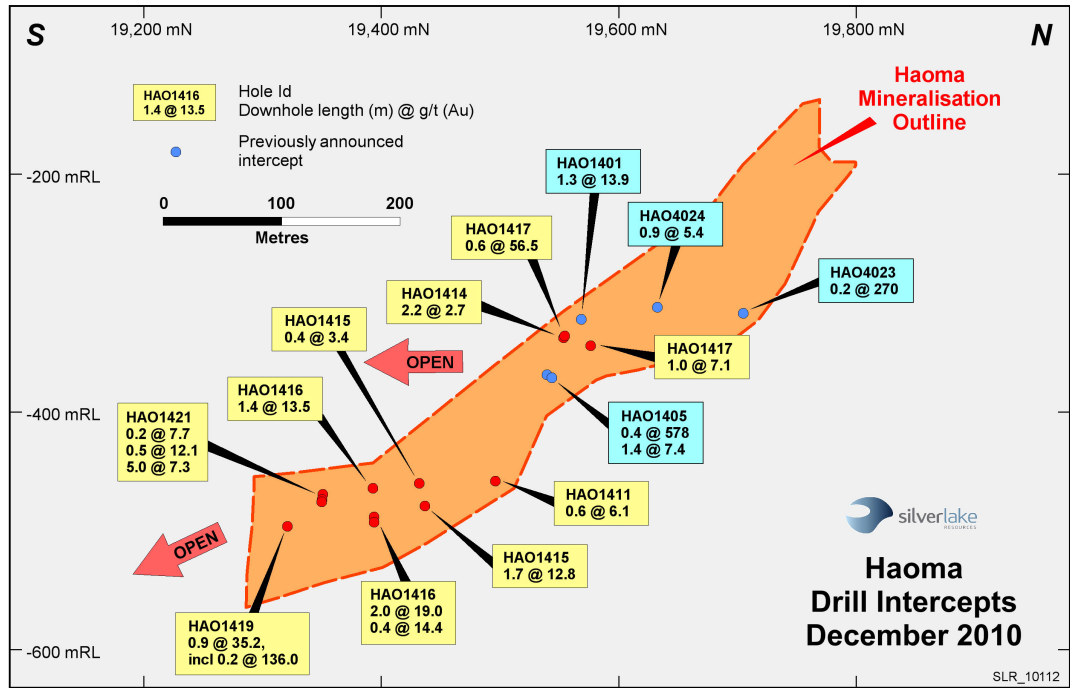 19,200 mN
19,400 mN
19,600 mN
19,800 mN
S
N
Haoma
Mineralisation
Outline
HAO1416
1.4 @ 13.5
Hole Id
Downhole length (m) @ g/t (Au)
Previously announced
intercept
-200 mRL
0
100
200
Metres
HAO1401
1.3 @ 13.9
HAO4024
0.9 @ 5.4
HAO1417
0.6 @ 56.5
HAO4023
0.2 @ 270
HAO1414
2.2 @ 2.7
HAO1415
0.4 @ 3.4
OPEN
HAO1417
1.0 @ 7.1
HAO1416
1.4 @ 13.5
-400 mRL
HAO1421
0.2 @ 7.7
0.5 @ 12.1
5.0 @ 7.3
HAO1405
0.4 @ 578
1.4 @ 7.4
HAO1411
0.6 @ 6.1
OPEN
HAO1415
1.7 @ 12.8
HAO1416
2.0 @ 19.0
0.4 @ 14.4
HAO1419
0.9 @ 35.2,
incl 0.2 @ 136.0
-600 mRL
silverlake
RESOURCES
Haoma
Drill Intercepts
December 2010
SLR_10112